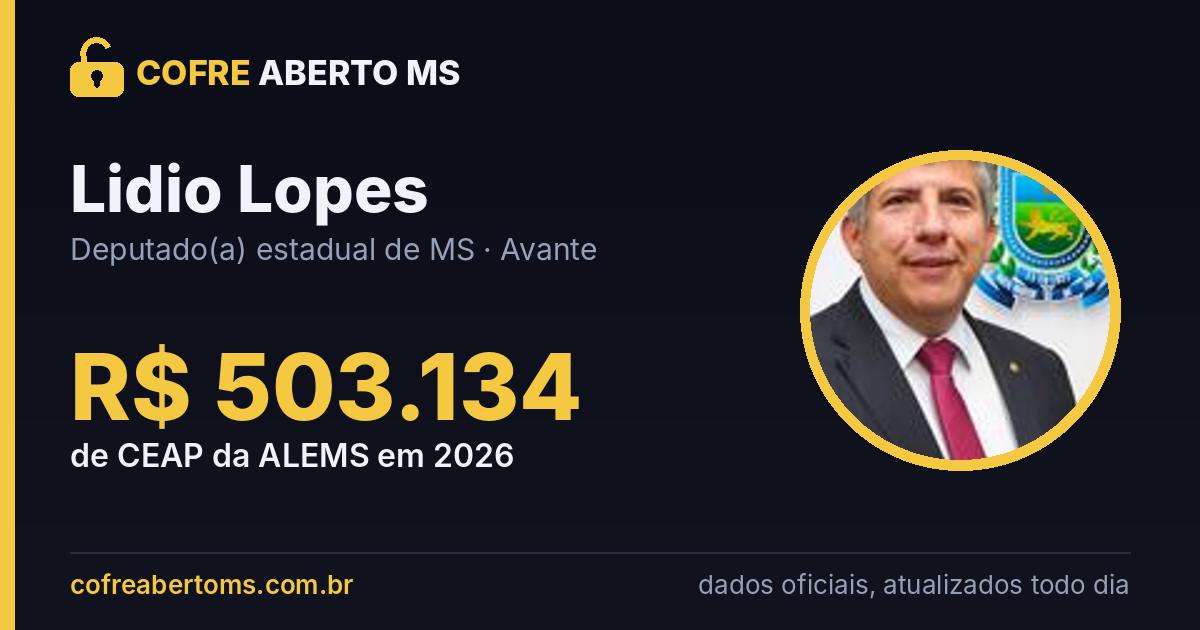 COFRE ABERTO MS
Lidio Lopes
Deputado(a) estadual de MS · Avante
R$ 503.134
de CEAP da ALEMS em 2026
cofreabertoms.com.br
dados oficiais, atualizados todo dia